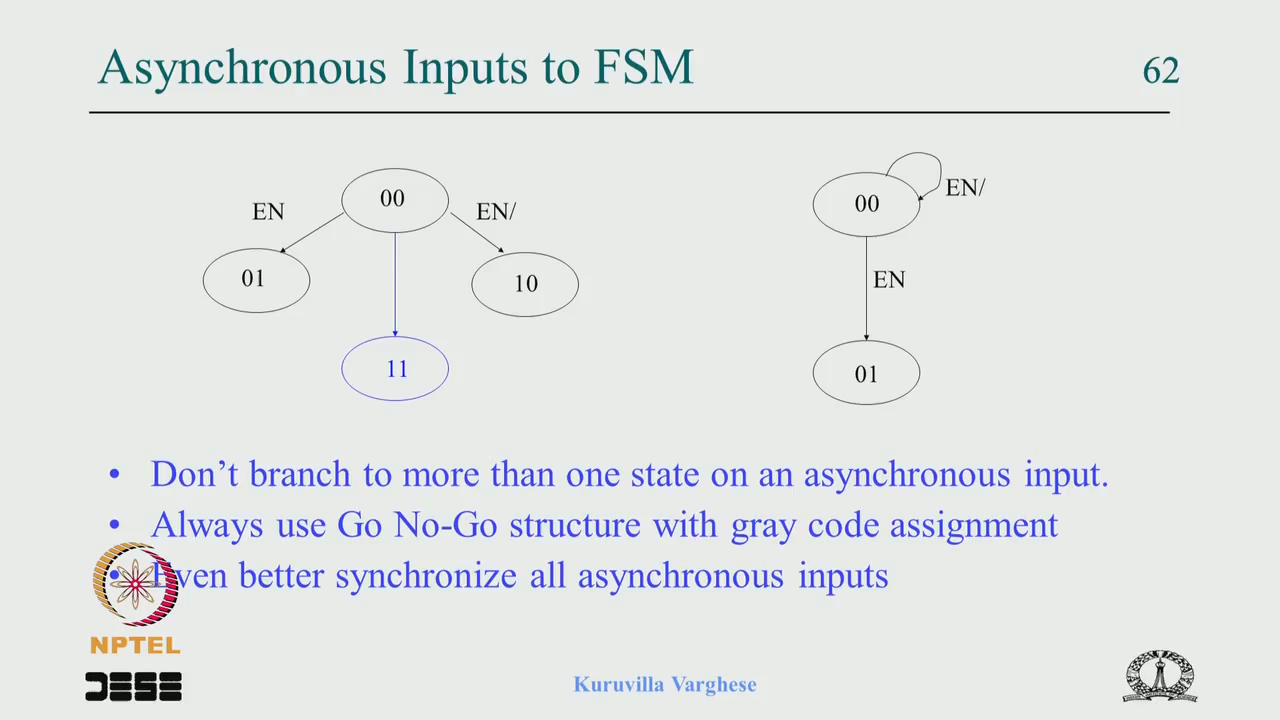 Asynchronous Inputs to FSM
62
00
EN
EN/
01
10
11
00
EN/
EN
01
• Don’t branch to more than one state on an asynchronous input.
• Always use Go No-Go structure with gray code assignment
• Even better synchronize all asynchronous inputs
NPTEL
DESE
Kuruvilla Varghese